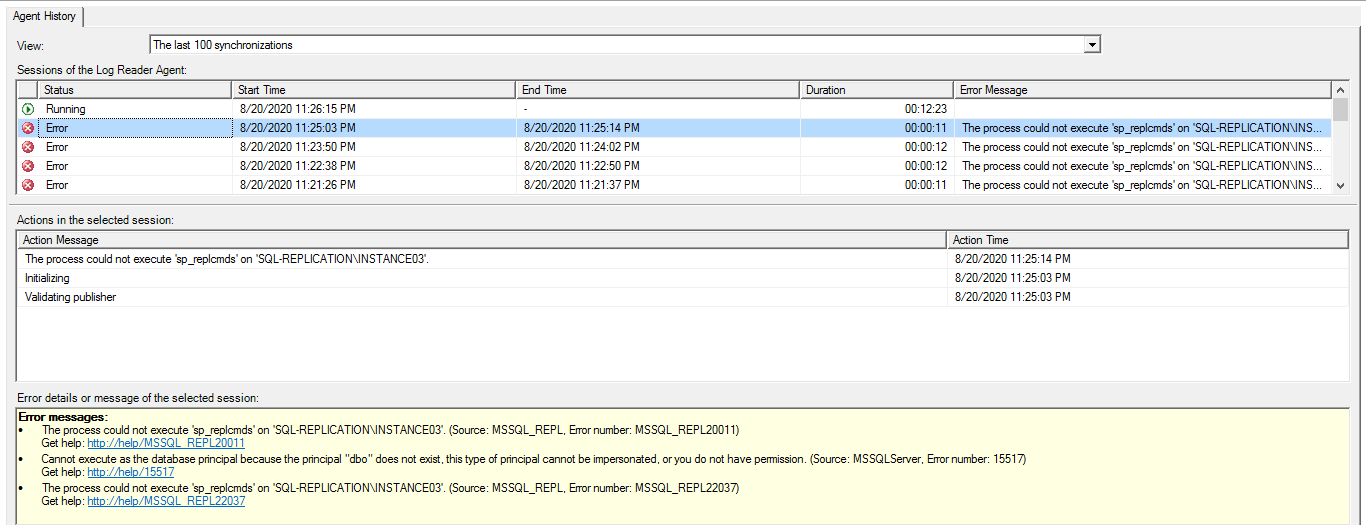 Agent History
View: The last 100 synchronizations
Sessions of the Log Reader Agent:
Status Start Time End Time Duration Error Message
Running 8/20/2020 11:26:15 PM - 00:12:23
Error 8/20/2020 11:25:03 PM 8/20/2020 11:25:14 PM 00:00:11 The process could not execute 'sp_replcmds' on 'SQL-REPLICATION\INS...
Error 8/20/2020 11:23:50 PM 8/20/2020 11:24:02 PM 00:00:12 The process could not execute 'sp_replcmds' on 'SQL-REPLICATION\INS...
Error 8/20/2020 11:22:38 PM 8/20/2020 11:22:50 PM 00:00:12 The process could not execute 'sp_replcmds' on 'SQL-REPLICATION\INS...
Error 8/20/2020 11:21:26 PM 8/20/2020 11:21:37 PM 00:00:11 The process could not execute 'sp_replcmds' on 'SQL-REPLICATION\INS...
Actions in the selected session:
Action Message Action Time
The process could not execute 'sp_replcmds' on 'SQL-REPLICATION\INSTANCE03'. 8/20/2020 11:25:14 PM
Initializing 8/20/2020 11:25:03 PM
Validating publisher 8/20/2020 11:25:03 PM
Error details or message of the selected session:
Error messages:
• The process could not execute 'sp_replcmds' on 'SQL-REPLICATION\INSTANCE03'. (Source: MSSQL_REPL, Error number: MSSQL_REPL20011)
Get help: http://help/MSSQL_REPL20011
• Cannot execute as the database principal because the principal "dbo" does not exist, this type of principal cannot be impersonated, or you do not have permission. (Source: MSSQLServer, Error number: 15517)
Get help: http://help/15517
• The process could not execute 'sp_replcmds' on 'SQL-REPLICATION\INSTANCE03'. (Source: MSSQL_REPL, Error number: MSSQL_REPL22037)
Get help: http://help/MSSQL_REPL22037